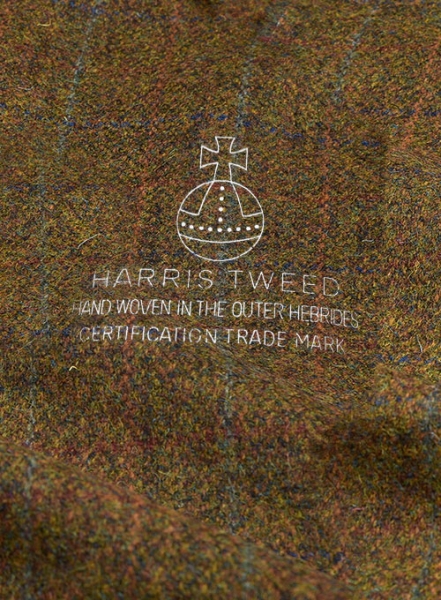 HARRIS TWEED
HAND WOVEN IN THE OUTER HEBRIDES
CERTIFICATION TRADE MARK